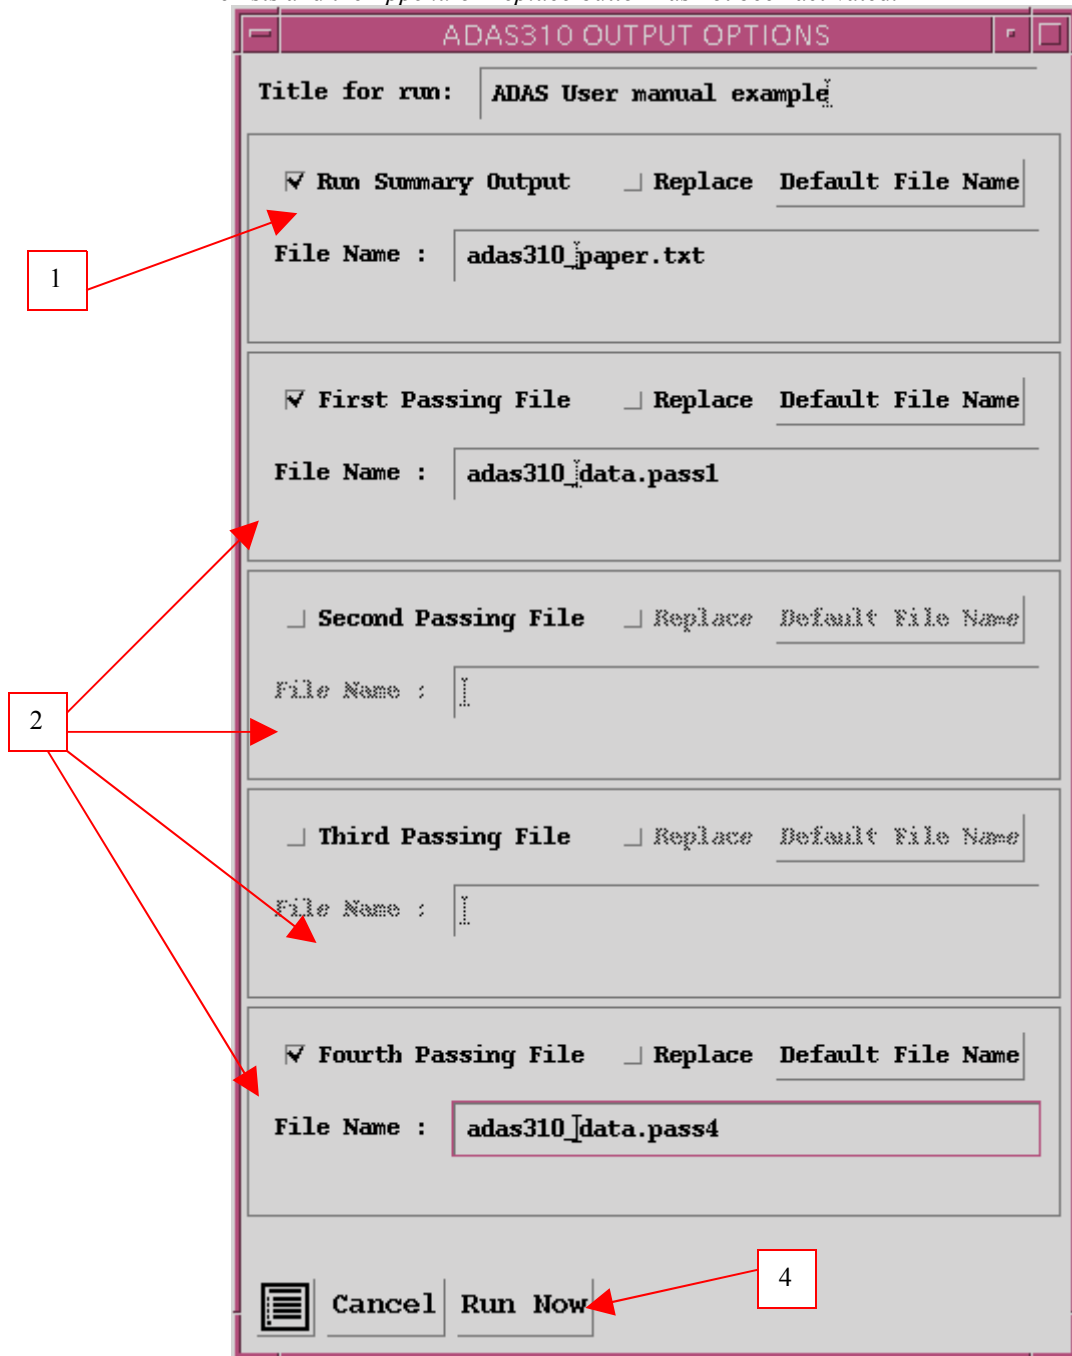 ADAS310 OUTPUT OPTIONS
Title for run: ADAS User manual example
Run Summary Output Replace Default File Name
File Name : adas310_paper.txt
1
First Passing File Replace Default File Name
File Name : adas310_data.pass1
Second Passing File Replace Default File Name
File Name :
2
Third Passing File Replace Default File Name
File Name :
Fourth Passing File Replace Default File Name
File Name : adas310_data.pass4
4
Cancel Run Now